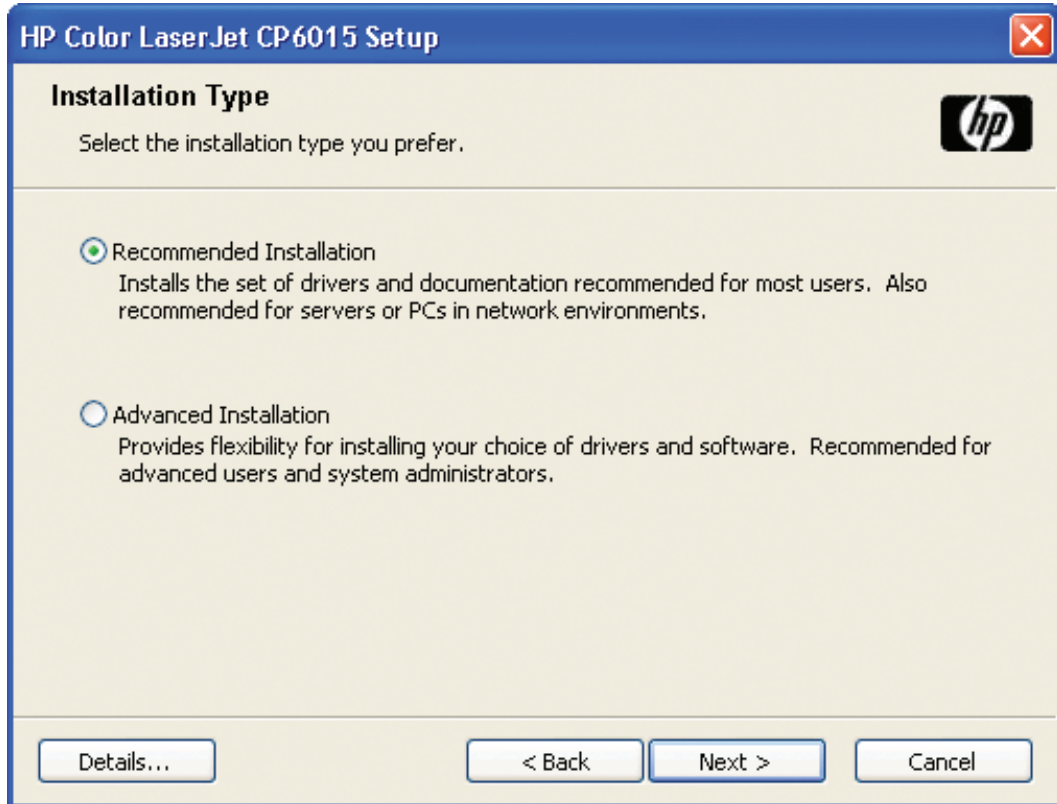 HP Color LaserJet CP6015 Setup
Installation Type
Select the installation type you prefer.
hp
Recommended Installation
Installs the set of drivers and documentation recommended for most users. Also
recommended for servers or PCs in network environments.
Advanced Installation
Provides flexibility for installing your choice of drivers and software. Recommended for
advanced users and system administrators.
Details...
< Back
Next >
Cancel